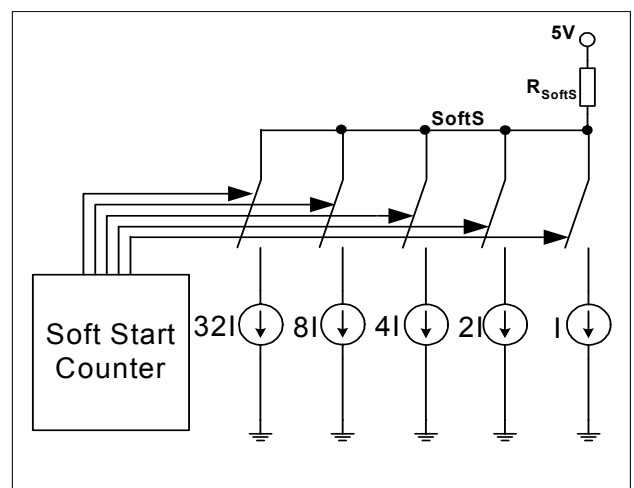 5V
RSoftS
SoftS
Soft Start
Counter
32I
8I
4I
2I
I